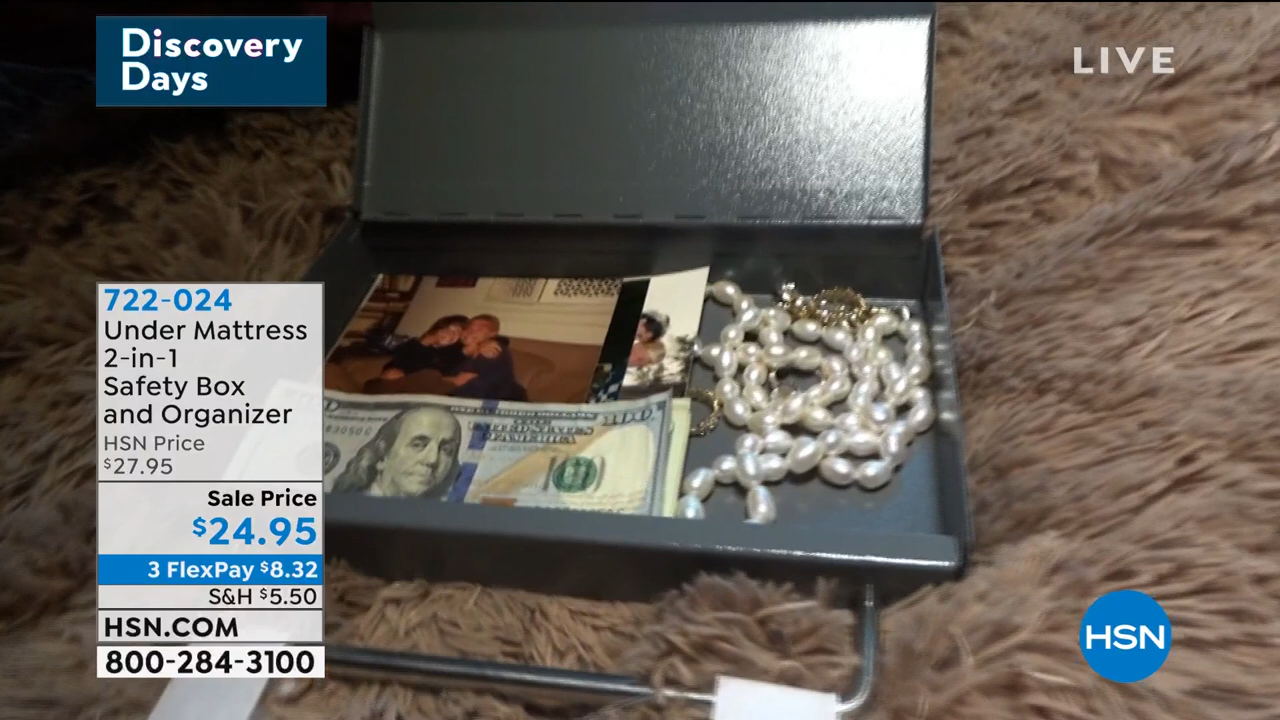 Discovery
Days
LIVE
722-024
Under Mattress
2-in-1
Safety Box
and Organizer
HSN Price
$27.95
Sale Price
$24.95
3 FlexPay $8.32
S&H $5.50
HSN.COM
800-284-3100
HSN